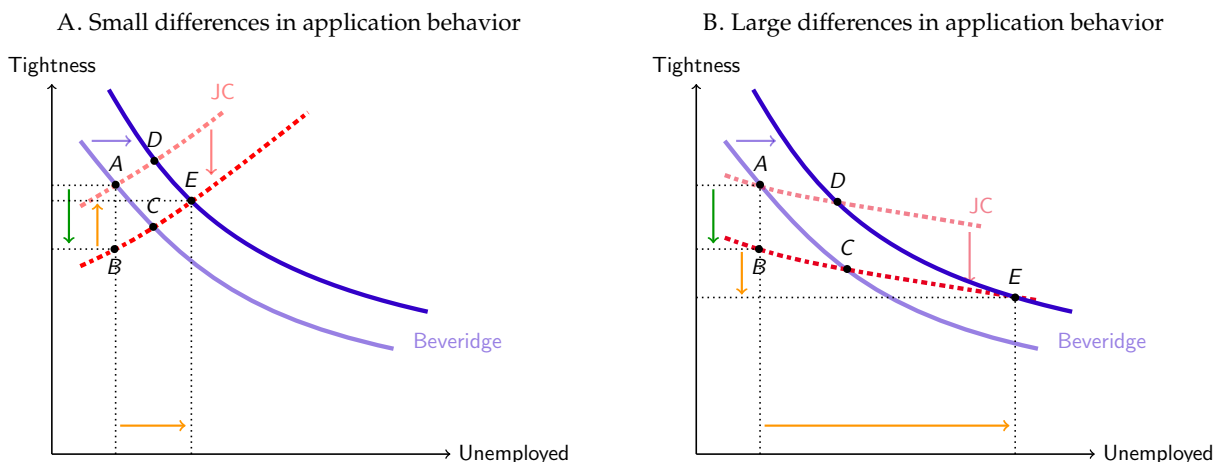 A. Small differences in application behavior
Tightness
JC
D
A
E
C
B
Beveridge
Unemployed
B. Large differences in application behavior
Tightness
A
D
JC
C
B
E
Beveridge
Unemployed